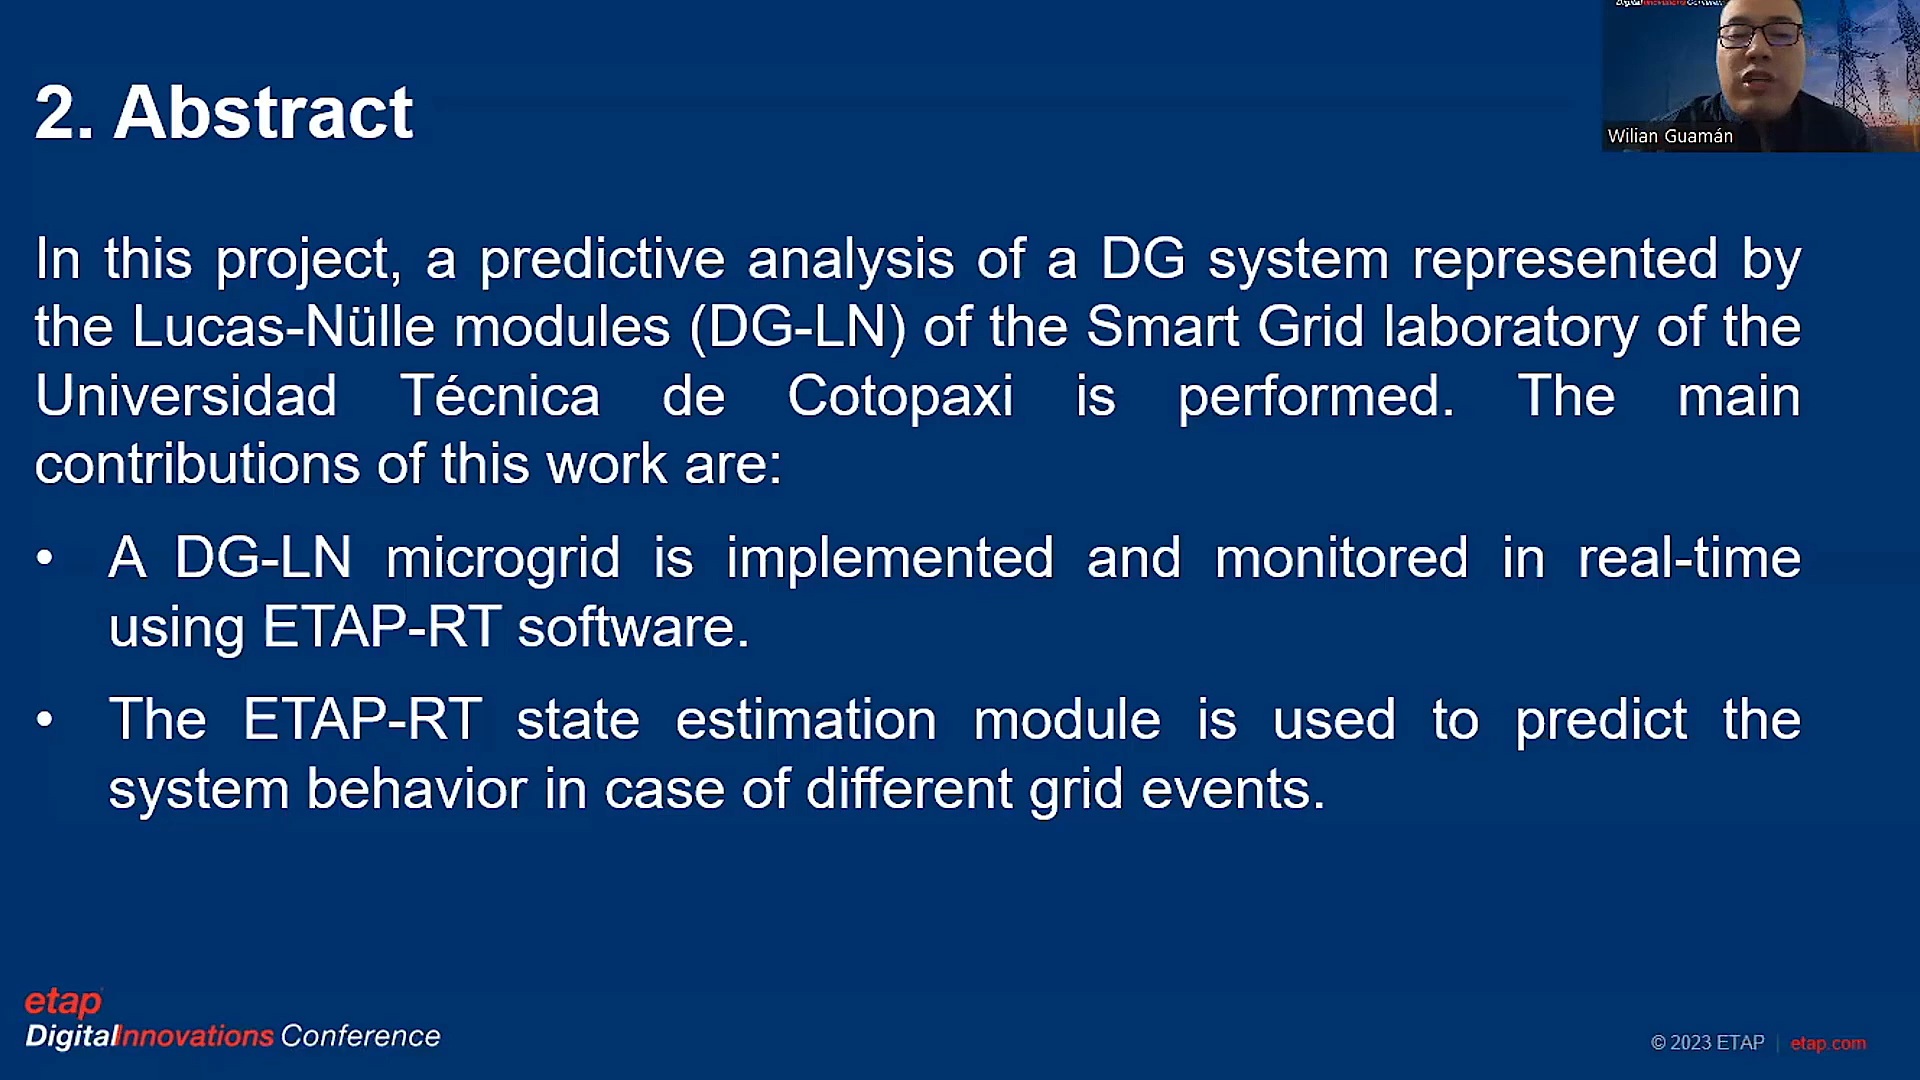 2. Abstract
Wilian Guamán
In this project, a predictive analysis of a DG system represented by
the Lucas-Nülle modules (DG-LN) of the Smart Grid laboratory of the
Universidad Técnica de Cotopaxi is performed. The main
contributions of this work are:
• A DG-LN microgrid is implemented and monitored in real-time
using ETAP-RT software.
• The ETAP-RT state estimation module is used to predict the
system behavior in case of different grid events.
etap
DigitalInnovations Conference
© 2023 ETAP | etap.com